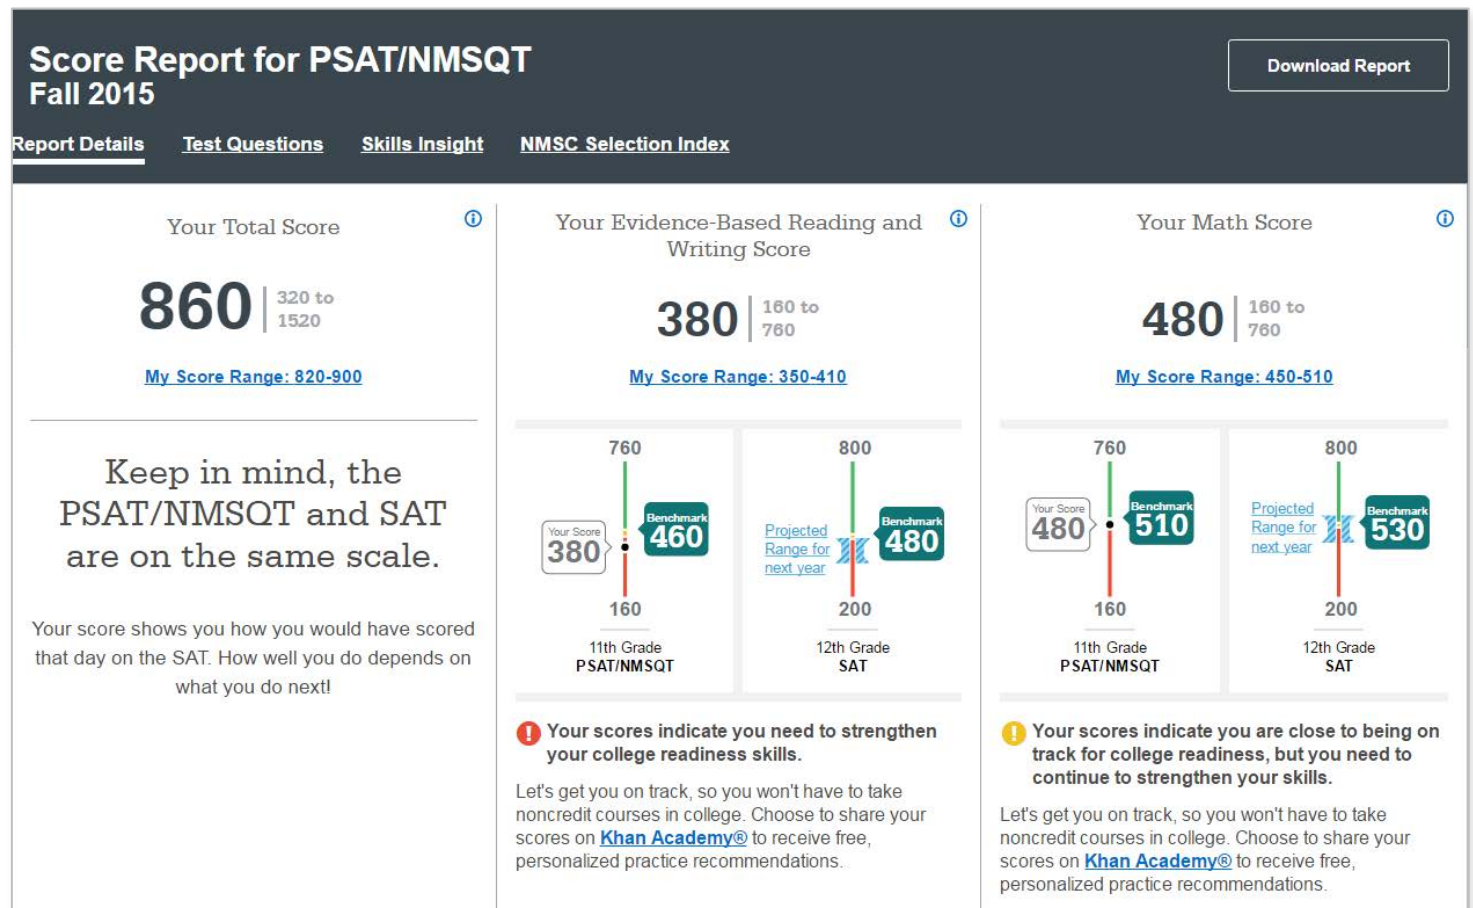 Score Report for PSAT/NMSQT
Fall 2015
Download Report
Report Details
Test Questions
Skills Insight
NMSC Selection Index
Your Total Score
860
320 to
1520
My Score Range: 820-900
Keep in mind, the
PSAT/NMSQT and SAT
are on the same scale.
Your score shows you how you would have scored
that day on the SAT. How well you do depends on
what you do next!
Your Evidence-Based Reading and
Writing Score
380
160 to
760
My Score Range: 350-410
760
Your Score
380
Benchmark
460
160
11th Grade
PSAT/NMSQT
800
Projected
Range for
next year
Benchmark
480
200
12th Grade
SAT
Your scores indicate you need to strengthen
your college readiness skills.
Let's get you on track, so you won't have to take
noncredit courses in college. Choose to share your
scores on Khan Academy® to receive free,
personalized practice recommendations.
Your Math Score
480
160 to
760
My Score Range: 450-510
760
Your Score
480
Benchmark
510
160
11th Grade
PSAT/NMSQT
800
Projected
Range for
next year
Benchmark
530
200
12th Grade
SAT
Your scores indicate you are close to being on
track for college readiness, but you need to
continue to strengthen your skills.
Let's get you on track, so you won't have to take
noncredit courses in college. Choose to share your
scores on Khan Academy® to receive free,
personalized practice recommendations.